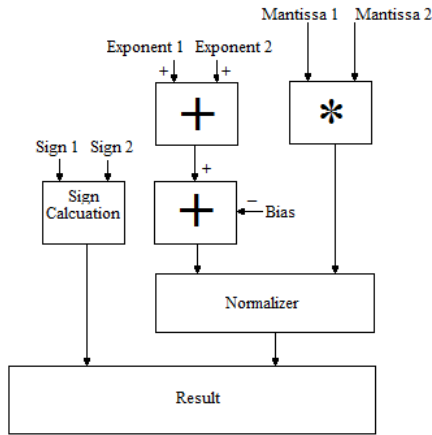 Mantissa 1 Mantissa 2
Exponent 1 Exponent 2
+ +
+ *
Sign 1 Sign 2
+
Sign
Calcuation
+
− Bias
Normalizer
Result